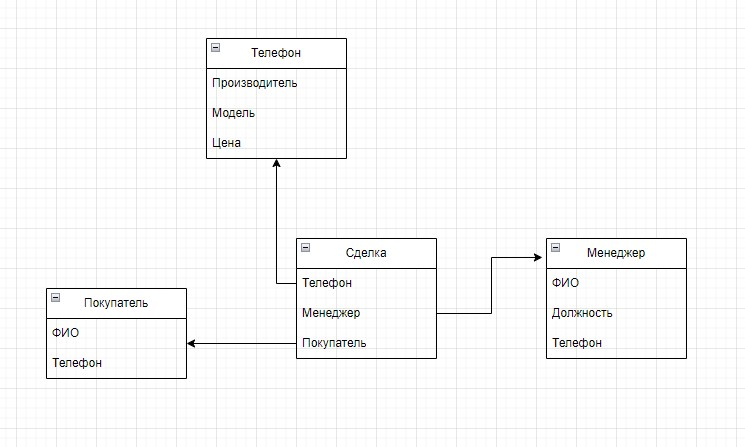 Телефон
Производитель
Модель
Цена
Сделка
Телефон
Менеджер
Покупатель
Менеджер
ФИО
Должность
Телефон
Покупатель
ФИО
Телефон